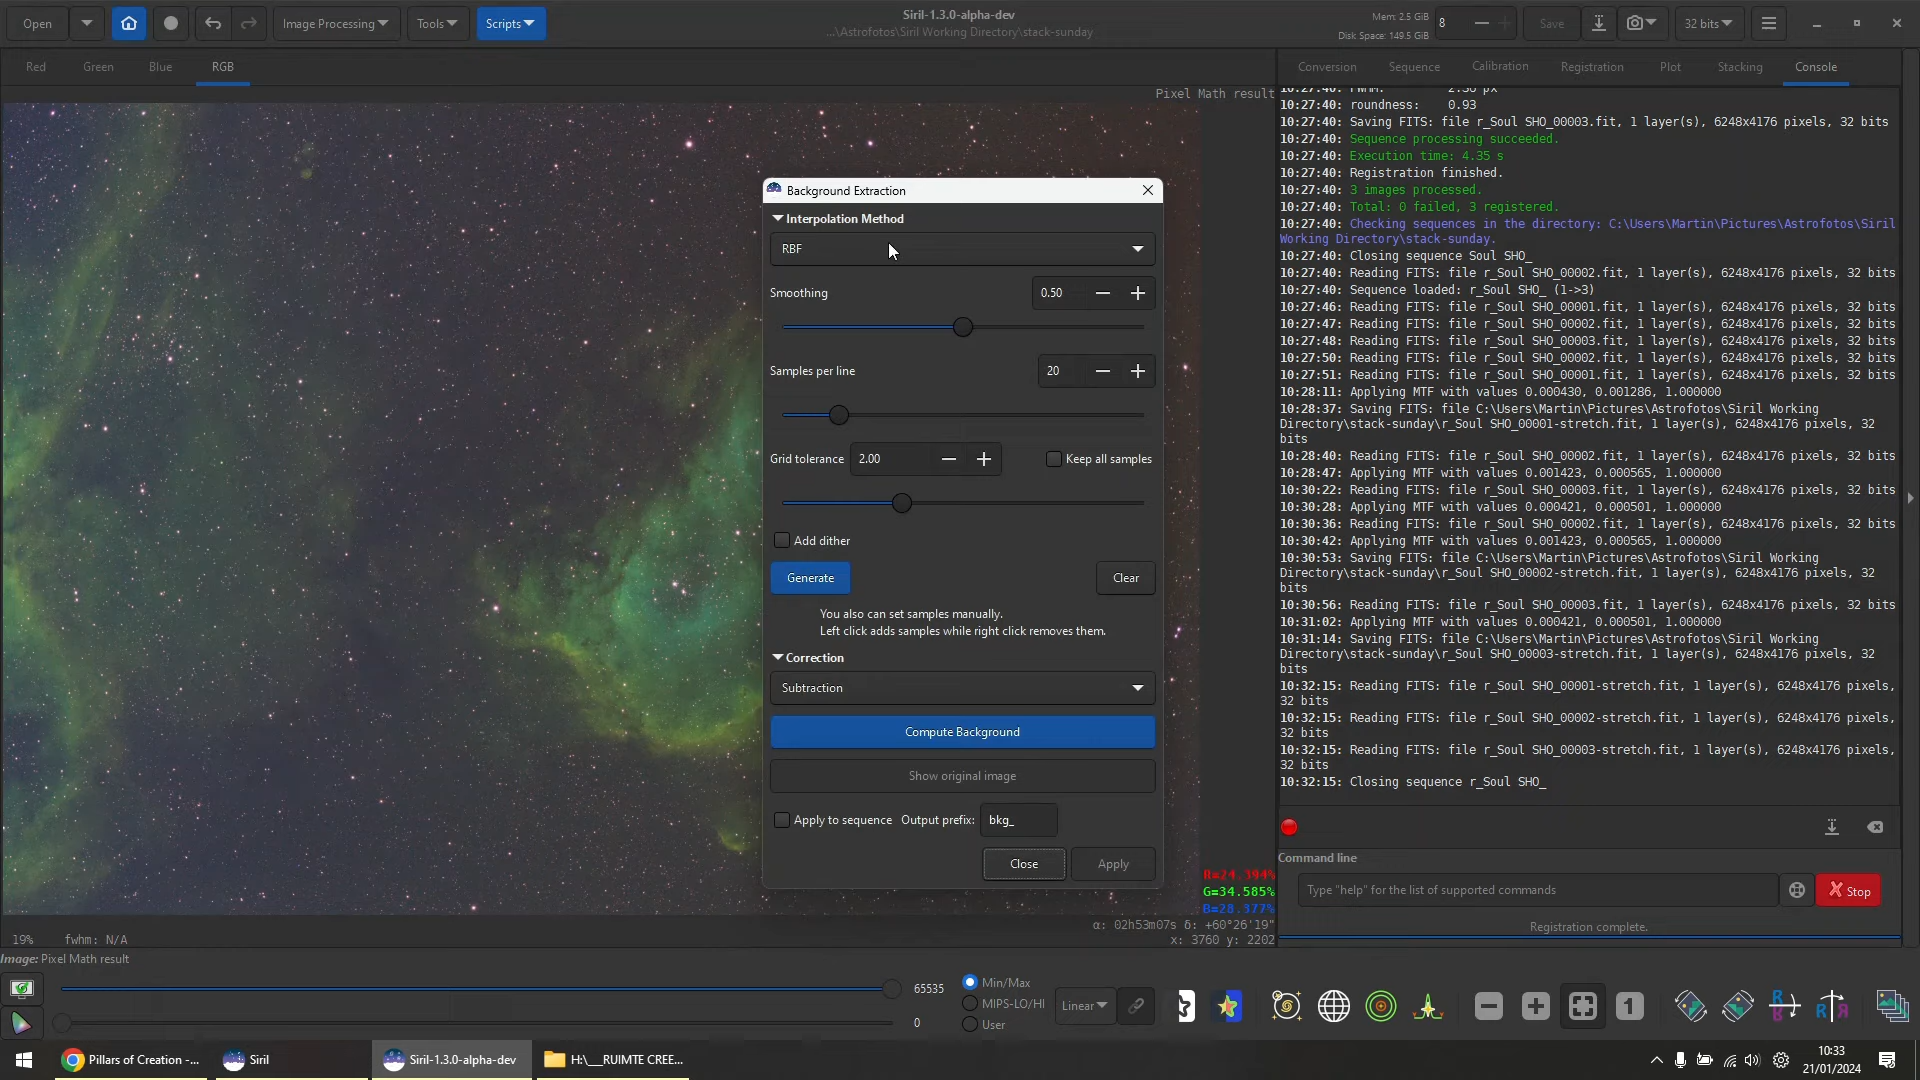 Open
Image Processing
Tools
Scripts
Siril-1.3.0-alpha-dev
...\Astrofotos\Siril Working Directory\stack-sunday
Mem: 2.5 GiB
Disk Space: 149.5 GiB
8
Save
32 bits
Red
Green
Blue
RGB
Conversion
Sequence
Calibration
Registration
Plot
Stacking
Console
Pixel Math result
10:27:40: FWHM: 2.36 px
10:27:40: roundness: 0.93
10:27:40: Saving FITS: file r_Soul SHO_00003.fit, 1 layer(s), 6248x4176 pixels, 32 bits
10:27:40: Sequence processing succeeded.
10:27:40: Execution time: 4.35 s
10:27:40: Registration finished.
10:27:40: 3 images processed.
10:27:40: Total: 0 failed, 3 registered.
10:27:40: Checking sequences in the directory: C:\Users\Martin\Pictures\Astrofotos\Siril
Working Directory\stack-sunday.
10:27:40: Closing sequence Soul SHO_
10:27:40: Reading FITS: file r_Soul SHO_00002.fit, 1 layer(s), 6248x4176 pixels, 32 bits
10:27:40: Sequence loaded: r_Soul SHO_ (1->3)
10:27:46: Reading FITS: file r_Soul SHO_00001.fit, 1 layer(s), 6248x4176 pixels, 32 bits
10:27:47: Reading FITS: file r_Soul SHO_00002.fit, 1 layer(s), 6248x4176 pixels, 32 bits
10:27:48: Reading FITS: file r_Soul SHO_00003.fit, 1 layer(s), 6248x4176 pixels, 32 bits
10:27:50: Reading FITS: file r_Soul SHO_00002.fit, 1 layer(s), 6248x4176 pixels, 32 bits
10:27:51: Reading FITS: file r_Soul SHO_00001.fit, 1 layer(s), 6248x4176 pixels, 32 bits
10:28:11: Applying MTF with values 0.000430, 0.001286, 1.000000
10:28:37: Saving FITS: file C:\Users\Martin\Pictures\Astrofotos\Siril Working
Directory\stack-sunday\r_Soul SHO_00001-stretch.fit, 1 layer(s), 6248x4176 pixels, 32
bits
10:28:40: Reading FITS: file r_Soul SHO_00002.fit, 1 layer(s), 6248x4176 pixels, 32 bits
10:28:47: Applying MTF with values 0.001423, 0.000565, 1.000000
10:30:22: Reading FITS: file r_Soul SHO_00003.fit, 1 layer(s), 6248x4176 pixels, 32 bits
10:30:28: Applying MTF with values 0.000421, 0.000501, 1.000000
10:30:36: Reading FITS: file r_Soul SHO_00002.fit, 1 layer(s), 6248x4176 pixels, 32 bits
10:30:42: Applying MTF with values 0.001423, 0.000565, 1.000000
10:30:53: Saving FITS: file C:\Users\Martin\Pictures\Astrofotos\Siril Working
Directory\stack-sunday\r_Soul SHO_00002-stretch.fit, 1 layer(s), 6248x4176 pixels, 32
bits
10:30:56: Reading FITS: file r_Soul SHO_00003.fit, 1 layer(s), 6248x4176 pixels, 32 bits
10:31:02: Applying MTF with values 0.000421, 0.000501, 1.000000
10:31:14: Saving FITS: file C:\Users\Martin\Pictures\Astrofotos\Siril Working
Directory\stack-sunday\r_Soul SHO_00003-stretch.fit, 1 layer(s), 6248x4176 pixels, 32
bits
10:32:15: Reading FITS: file r_Soul SHO_00001-stretch.fit, 1 layer(s), 6248x4176 pixels,
32 bits
10:32:15: Reading FITS: file r_Soul SHO_00002-stretch.fit, 1 layer(s), 6248x4176 pixels,
32 bits
10:32:15: Reading FITS: file r_Soul SHO_00003-stretch.fit, 1 layer(s), 6248x4176 pixels,
32 bits
10:32:15: Closing sequence r_Soul SHO_
Background Extraction
Interpolation Method
RBF
Smoothing
0.50
Samples per line
20
Grid tolerance
2.00
Keep all samples
Add dither
Generate
Clear
You also can set samples manually.
Left click adds samples while right click removes them.
Correction
Subtraction
Compute Background
Show original image
Apply to sequence
Output prefix:
bkg_
Close
Apply
R=24.394%
G=34.585%
B=28.377%
α: 02h53m07s δ: +60°26'19"
x: 3760 y: 2202
Command line
Type "help" for the list of supported commands
Stop
Registration complete.
19%
fwhm: N/A
Image: Pixel Math result
65535
0
Min/Max
MIPS-LO/HI
User
Linear
1
Pillars of Creation -...
Siril
Siril-1.3.0-alpha-dev
H:\__RUIMTE CREE...
10:33
21/01/2024